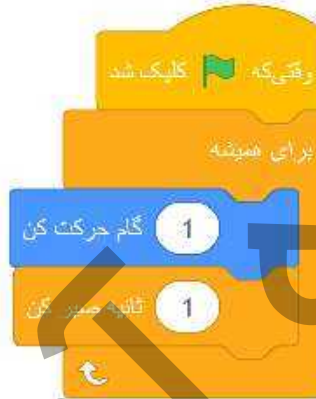 وقتی‌که کلیک شد
برای همیشه
1 گام حرکت کن
1 ثانیه صبر کن